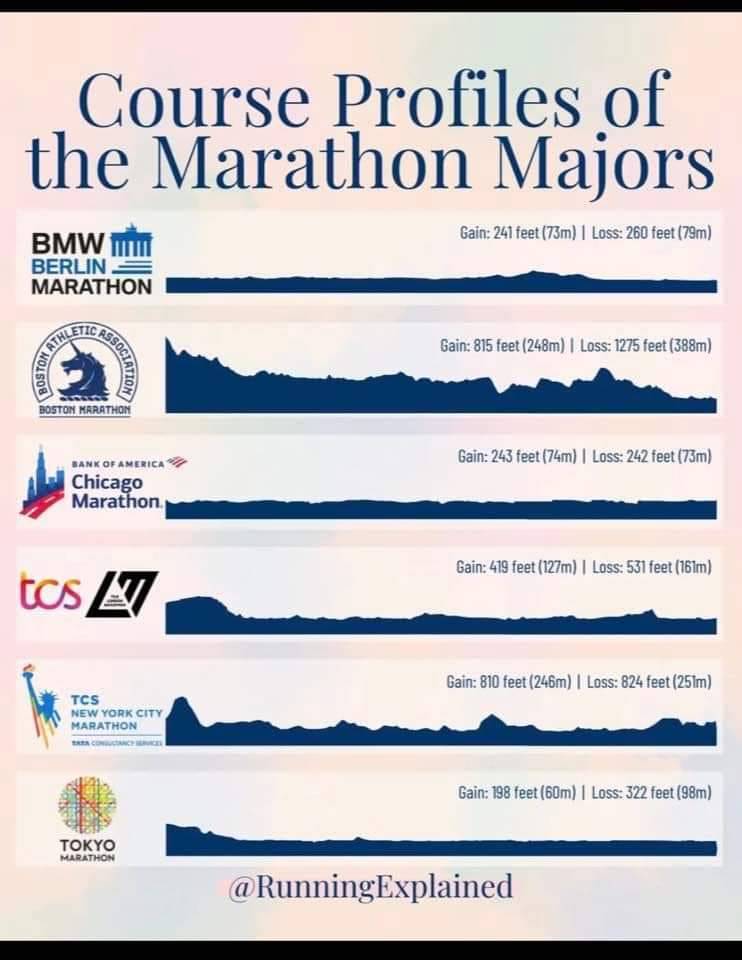 Course Profiles of
the Marathon Majors
BMW
BERLIN
MARATHON
Gain: 241 feet (73m) | Loss: 260 feet (79m)
BOSTON ATHLETIC ASSOCIATION
BOSTON MARATHON
Gain: 815 feet (248m) | Loss: 1275 feet (388m)
BANK OF AMERICA
Chicago
Marathon.
Gain: 243 feet (74m) | Loss: 242 feet (73m)
tcs
Gain: 419 feet (127m) | Loss: 531 feet (161m)
TCS
NEW YORK CITY
MARATHON
TATA CONSULTANCY SERVICES
Gain: 810 feet (246m) | Loss: 824 feet (251m)
TOKYO
MARATHON
Gain: 198 feet (60m) | Loss: 322 feet (98m)
@RunningExplained